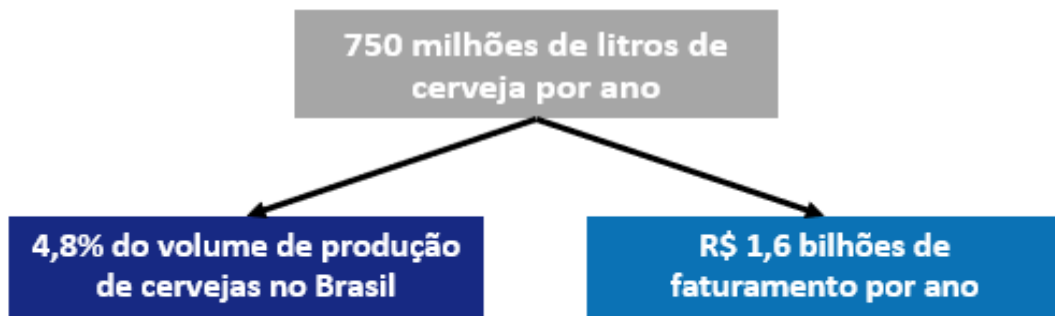 750 milhões de litros de
cerveja por ano
4,8% do volume de produção
de cervejas no Brasil
R$ 1,6 bilhões de
faturamento por ano